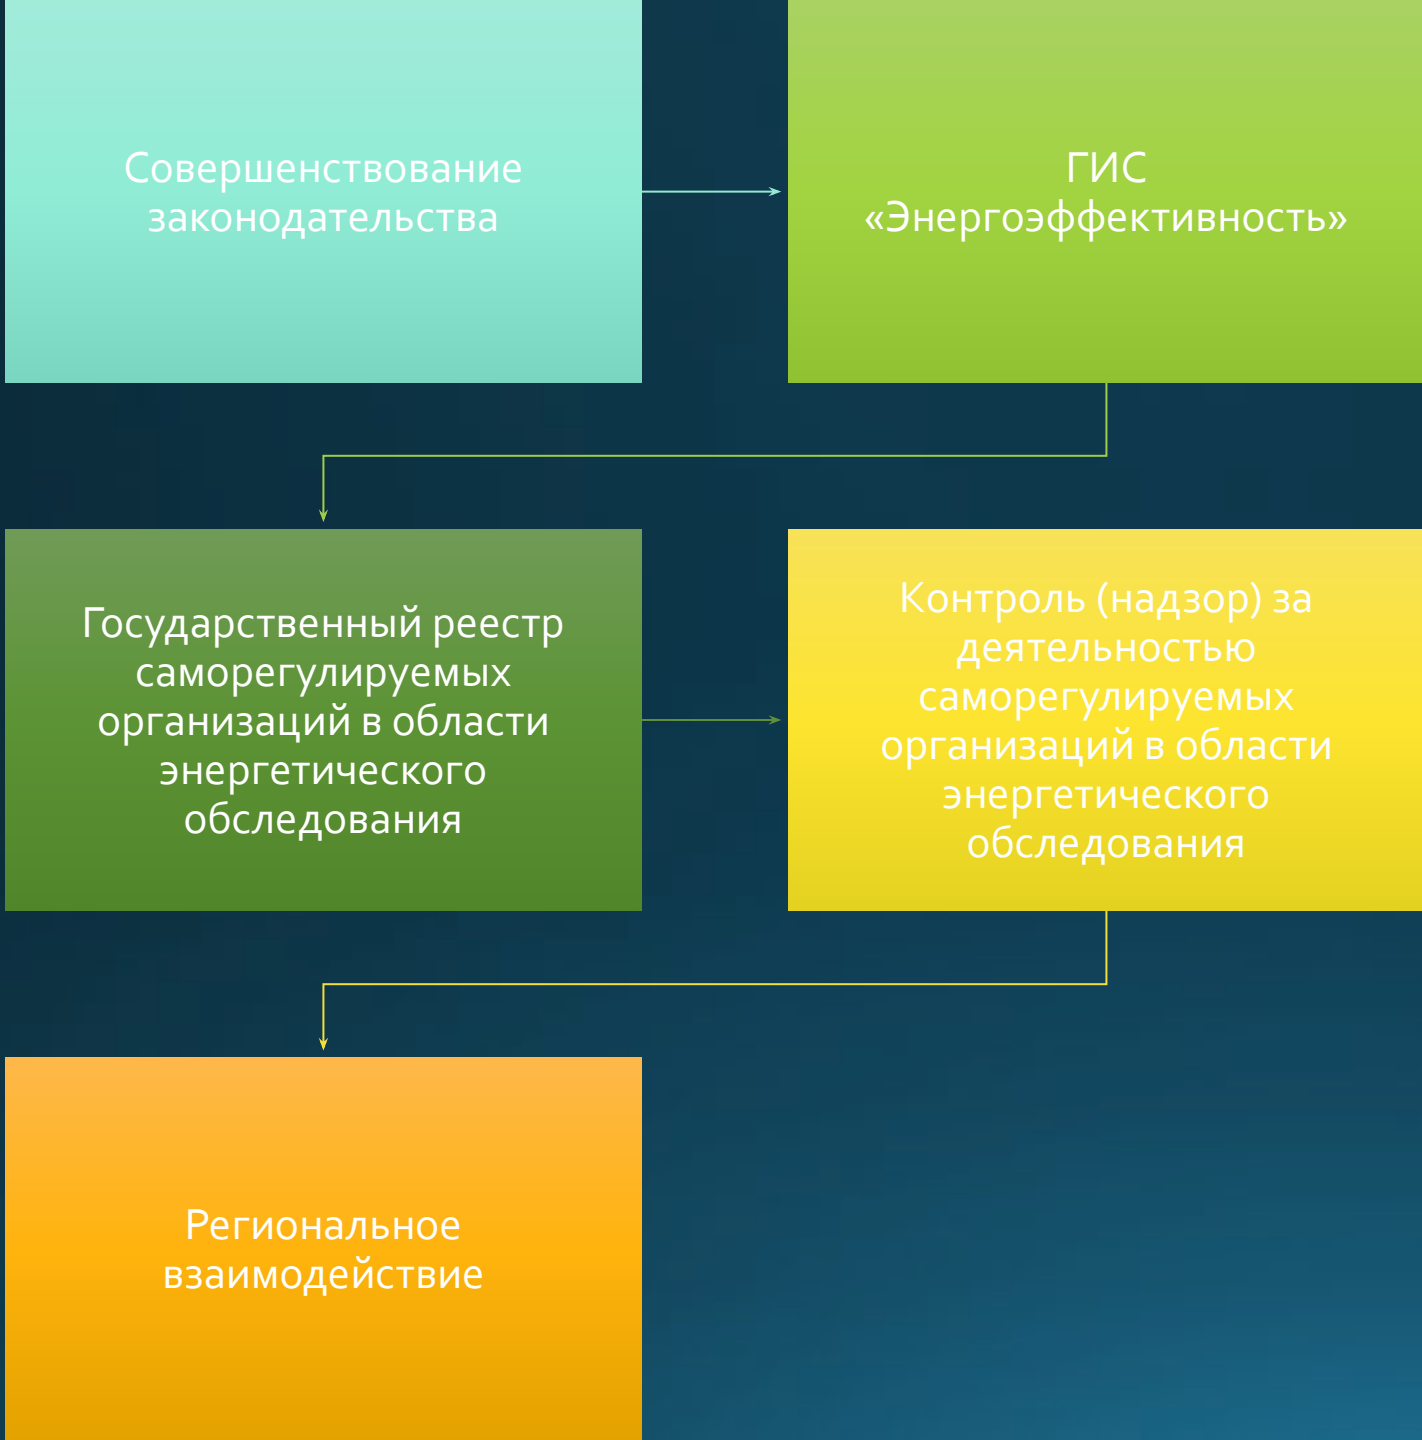 Совершенствование
законодательства
ГИС
«Энергоэффективность»
Государственный реестр
саморегулируемых
организаций в области
энергетического
обследования
Контроль (надзор) за
деятельностью
саморегулируемых
организаций в области
энергетического
обследования
Региональное
взаимодействие